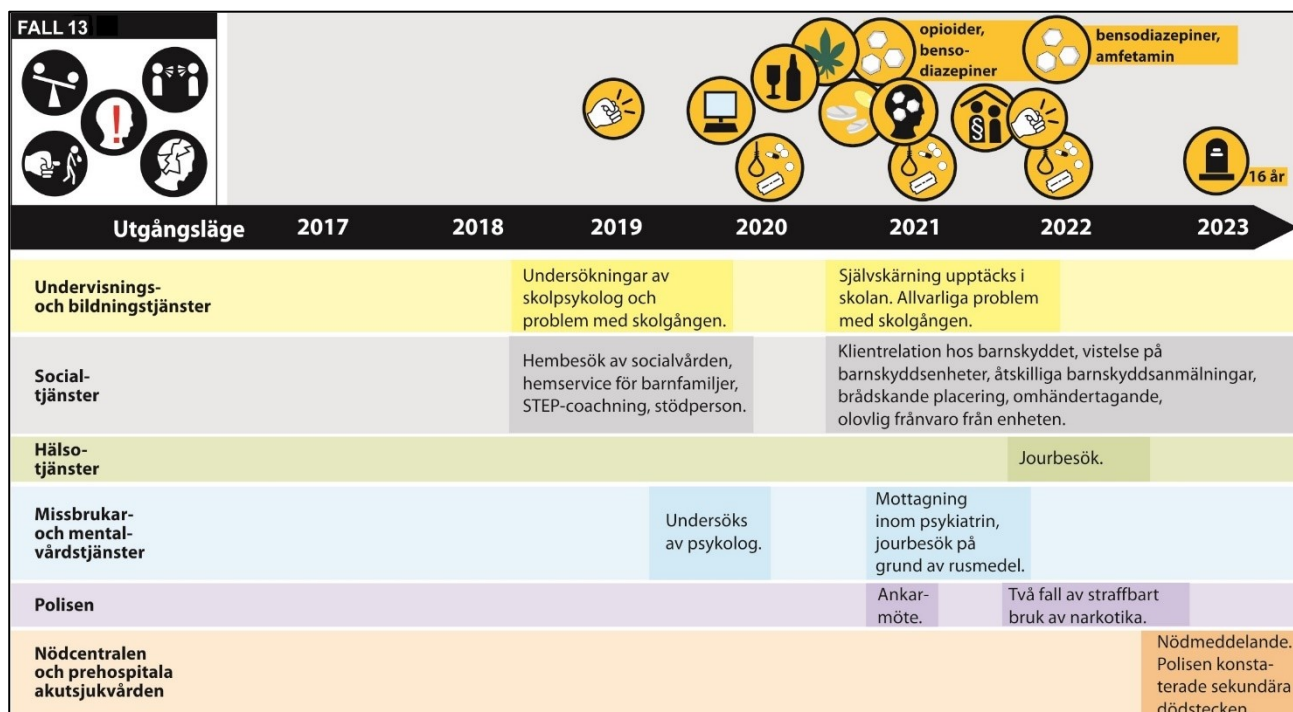 FALL 13
opioider,
benso-
diazepiner
bensodiazepiner,
amfetamin
§
16 år
Utgångsläge 2017 2018 2019 2020 2021 2022 2023
Undervisnings-
och bildningstjänster
Undersökningar av
skolpsykolog och
problem med skolgången.
Självskärning upptäcks i
skolan. Allvarliga problem
med skolgången.
Social-
tjänster
Hembesök av socialvården,
hemservice för barnfamiljer,
STEP-coachning, stödperson.
Klientrelation hos barnskyddet, vistelse på
barnskyddsenheter, åtskilliga barnskyddsanmälningar,
brådskande placering, omhändertagande,
olovlig frånvaro från enheten.
Hälso-
tjänster
Jourbesök.
Missbrukar-
och mental-
vårdstjänster
Undersöks
av psykolog.
Mottagning
inom psykiatrin,
jourbesök på
grund av rusmedel.
Polisen
Ankar-
möte.
Två fall av straffbart
bruk av narkotika.
Nödcentralen
och prehospitala
akutsjukvården
Nödmeddelande.
Polisen konsta-
terade sekundära
dödstecken.